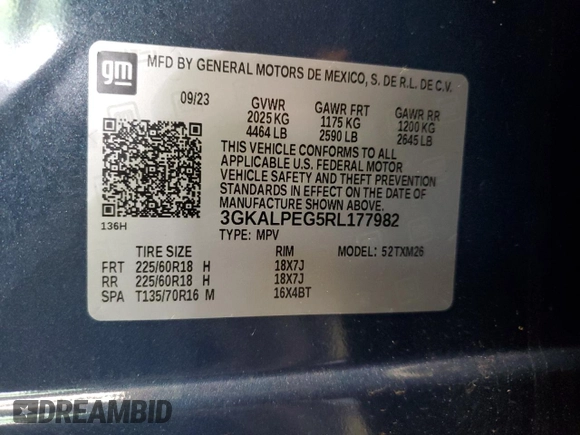 gm MFD BY GENERAL MOTORS DE MEXICO, S. DE R.L. DE C.V.
09/23 GVWR GAWR FRT GAWR RR
2025 KG 1175 KG 1200 KG
4464 LB 2590 LB 2645 LB
THIS VEHICLE CONFORMS TO ALL
APPLICABLE U.S. FEDERAL MOTOR
VEHICLE SAFETY AND THEFT PREVENTION
STANDARDS IN EFFECT ON THE DATE OF
MANUFACTURE SHOWN ABOVE.
3GKALPEG5RL177982
136H TYPE: MPV
TIRE SIZE RIM MODEL: 52TXM26
FRT 225/60R18 H 18X7J
RR 225/60R18 H 18X7J
SPA T135/70R16 M 16X4BT
DREAMBID